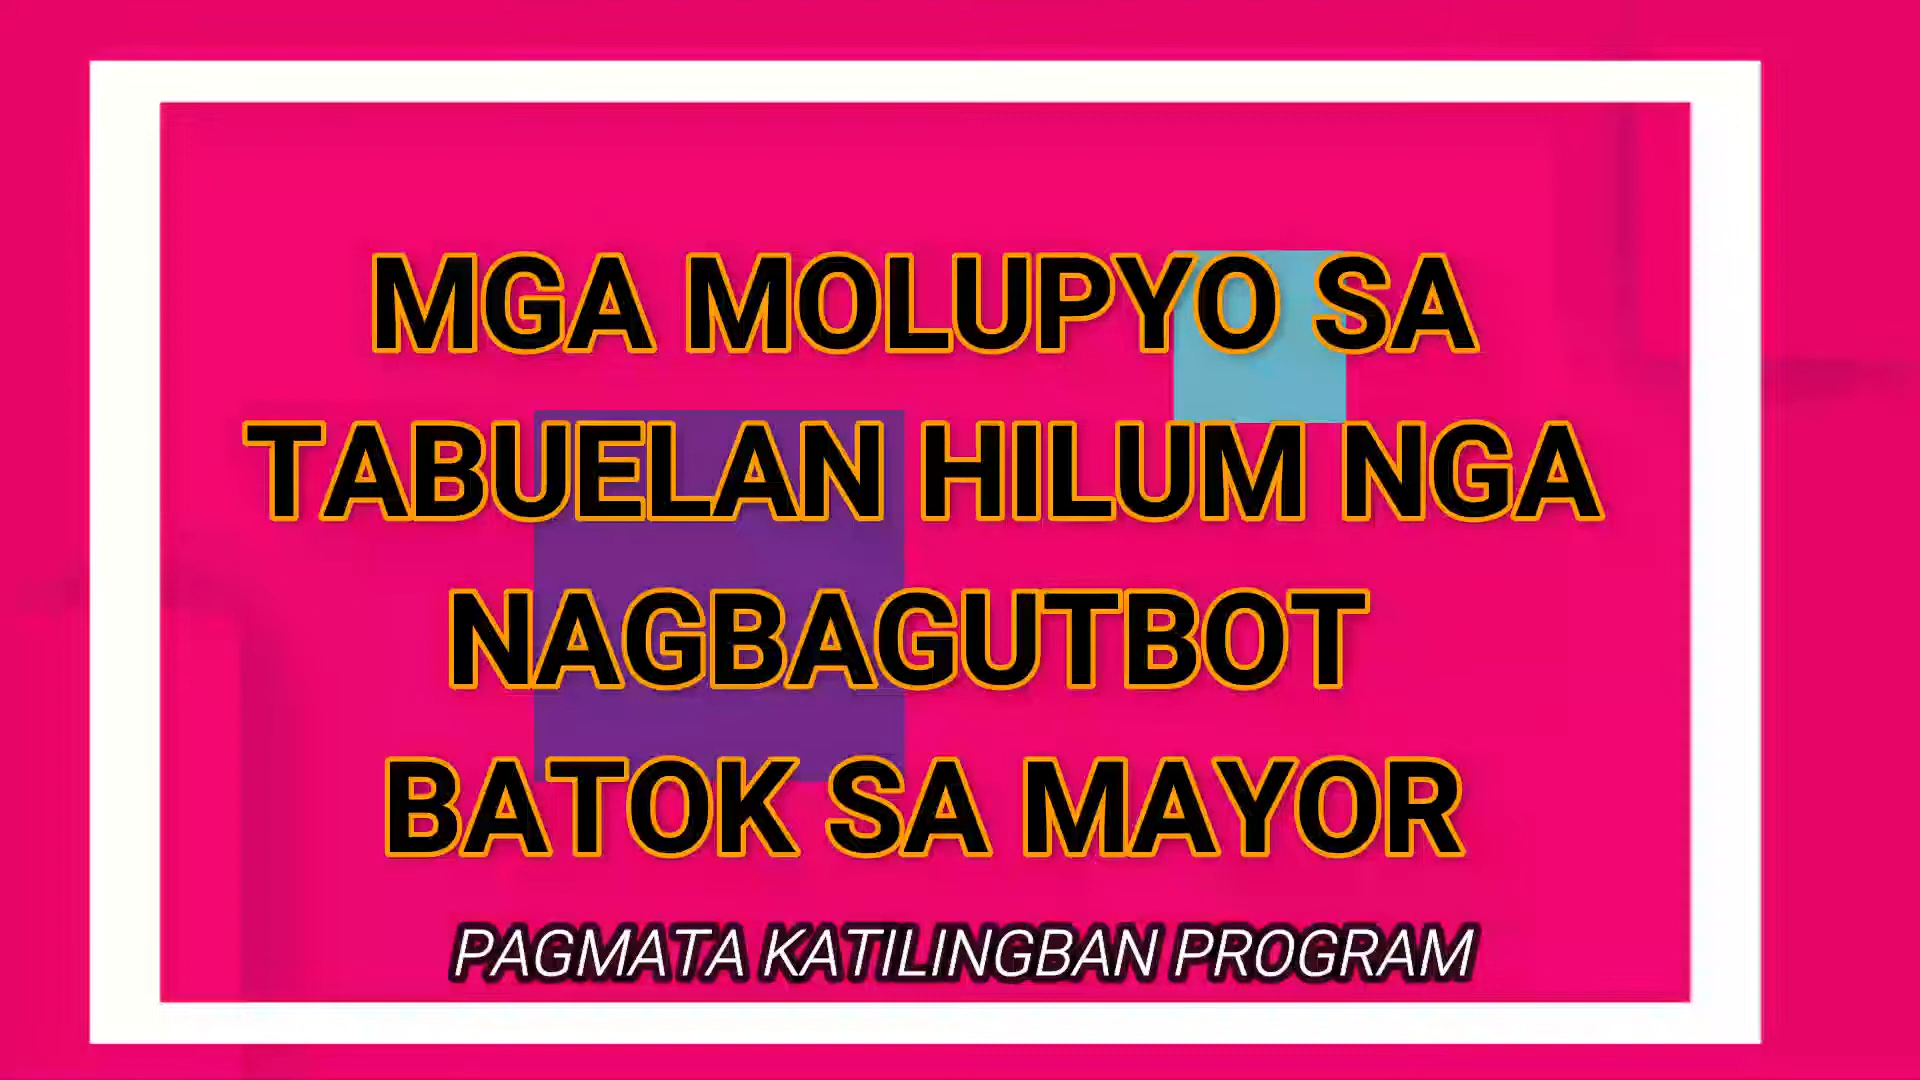 MGA MOLUPYO SA
TABUELAN HILUM NGA
NAGBAGUTBOT
BATOK SA MAYOR
PAGMATA KATILINGBAN PROGRAM